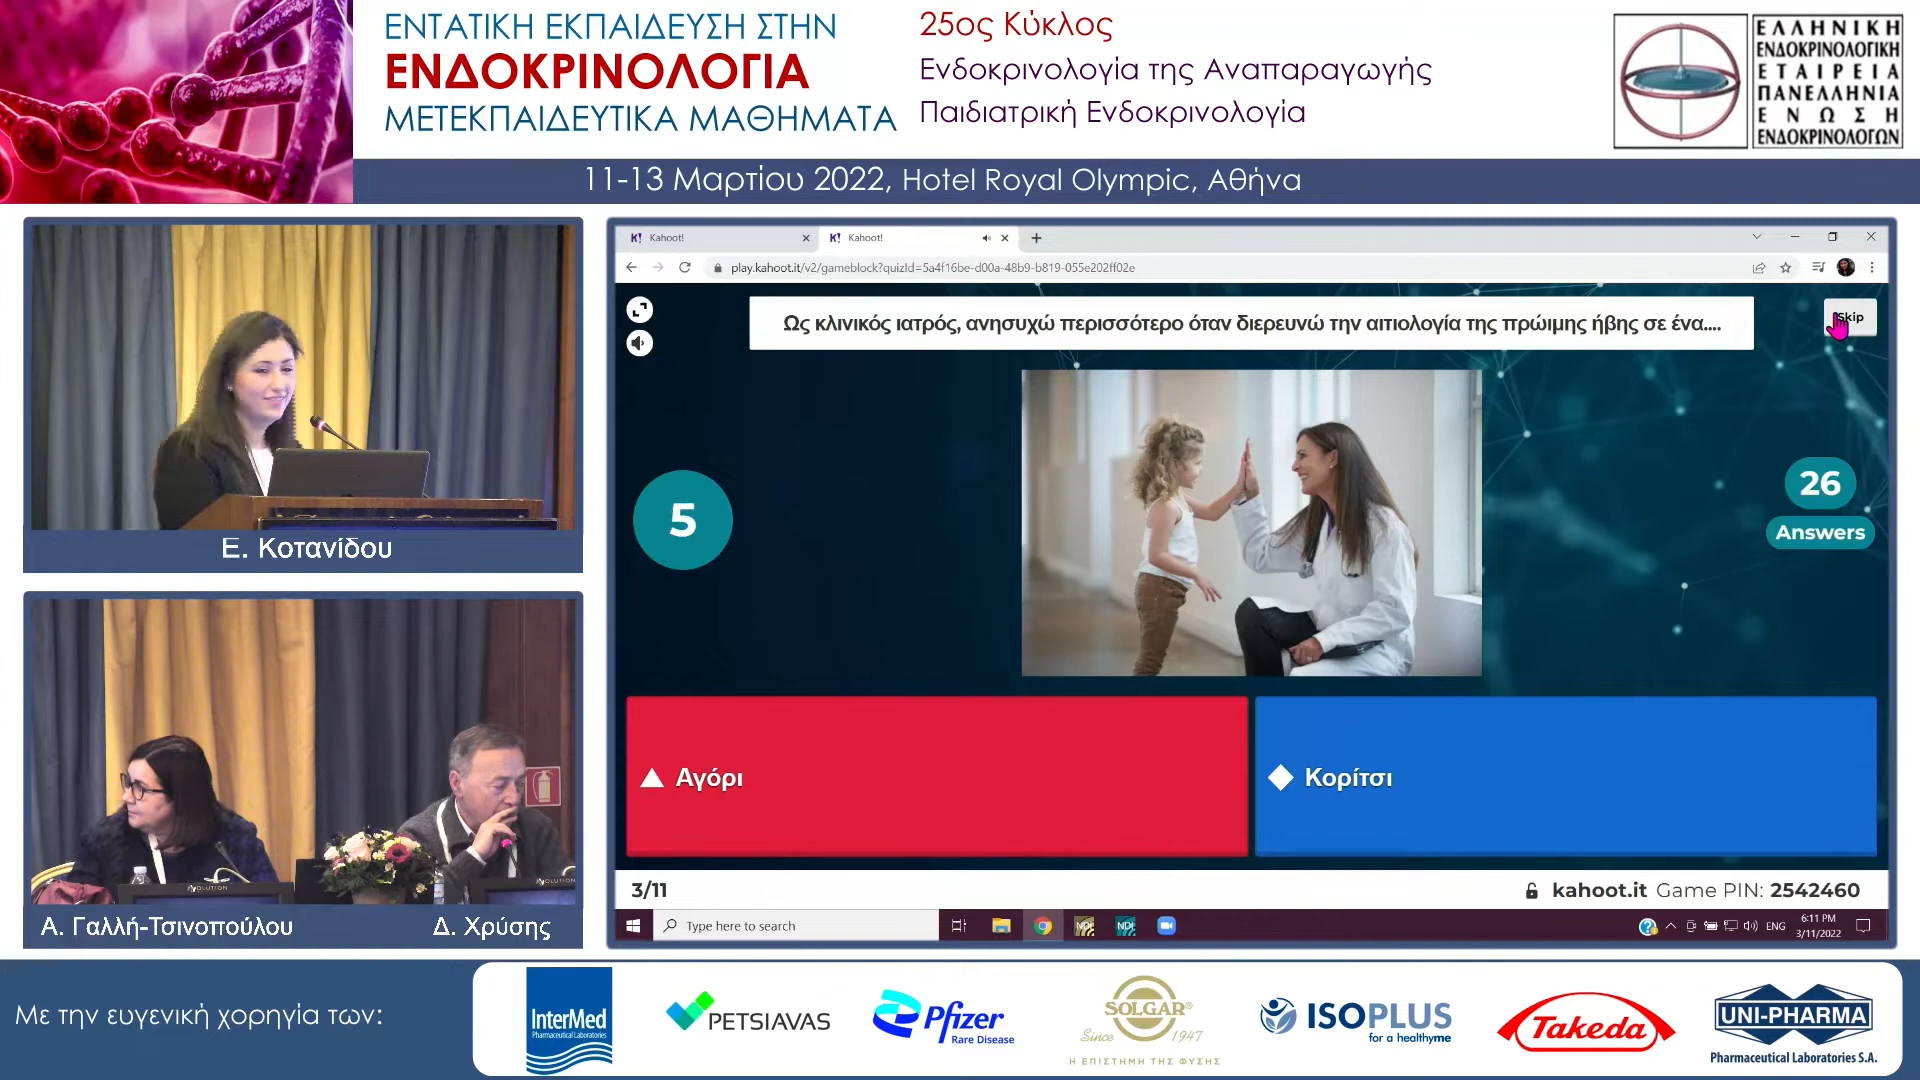 ΕΝΤΑΤΙΚΗ ΕΚΠΑΙΔΕΥΣΗ ΣΤΗΝ
ΕΝΔΟΚΡΙΝΟΛΟΓΙΑ
ΜΕΤΕΚΠΑΙΔΕΥΤΙΚΑ ΜΑΘΗΜΑΤΑ
25ος Κύκλος
Ενδοκρινολογία της Αναπαραγωγής
Παιδιατρική Ενδοκρινολογία
ΕΛΛΗΝΙΚΗ
ΕΝΔΟΚΡΙΝΟΛΟΓΙΚΗ
ΕΤΑΙΡΕΙΑ
ΠΑΝΕΛΛΗΝΙΑ
ΕΝΩΣΗ
ΕΝΔΟΚΡΙΝΟΛΟΓΩΝ
11-13 Μαρτίου 2022, Hotel Royal Olympic, Αθήνα
Ε. Κοτανίδου
Α. Γαλλή-Τσινοπούλου
Δ. Χρύσης
K! Kahoot!
K! Kahoot!
play.kahoot.it/v2/gameblock?quizId=5a4f16be-d00a-48b9-b819-055e202ff02e
Ως κλινικός ιατρός, ανησυχώ περισσότερο όταν διερευνώ την αιτιολογία της πρώιμης ήβης σε ένα....
Skip
5
26
Answers
Αγόρι
Κορίτσι
3/11
kahoot.it Game PIN: 2542460
Type here to search
NDI
NDI
ENG
6:11 PM
3/11/2022
Με την ευγενική χορηγία των:
InterMed
Pharmaceutical Laboratories
PETSIAVAS
Pfizer
Rare Disease
SOLGAR®
Since 1947
Η ΕΠΙΣΤΗΜΗ ΤΗΣ ΦΥΣΗΣ
ISOPLUS
for a healthyme
Takeda
UNI-PHARMA
Pharmaceutical Laboratories S.A.